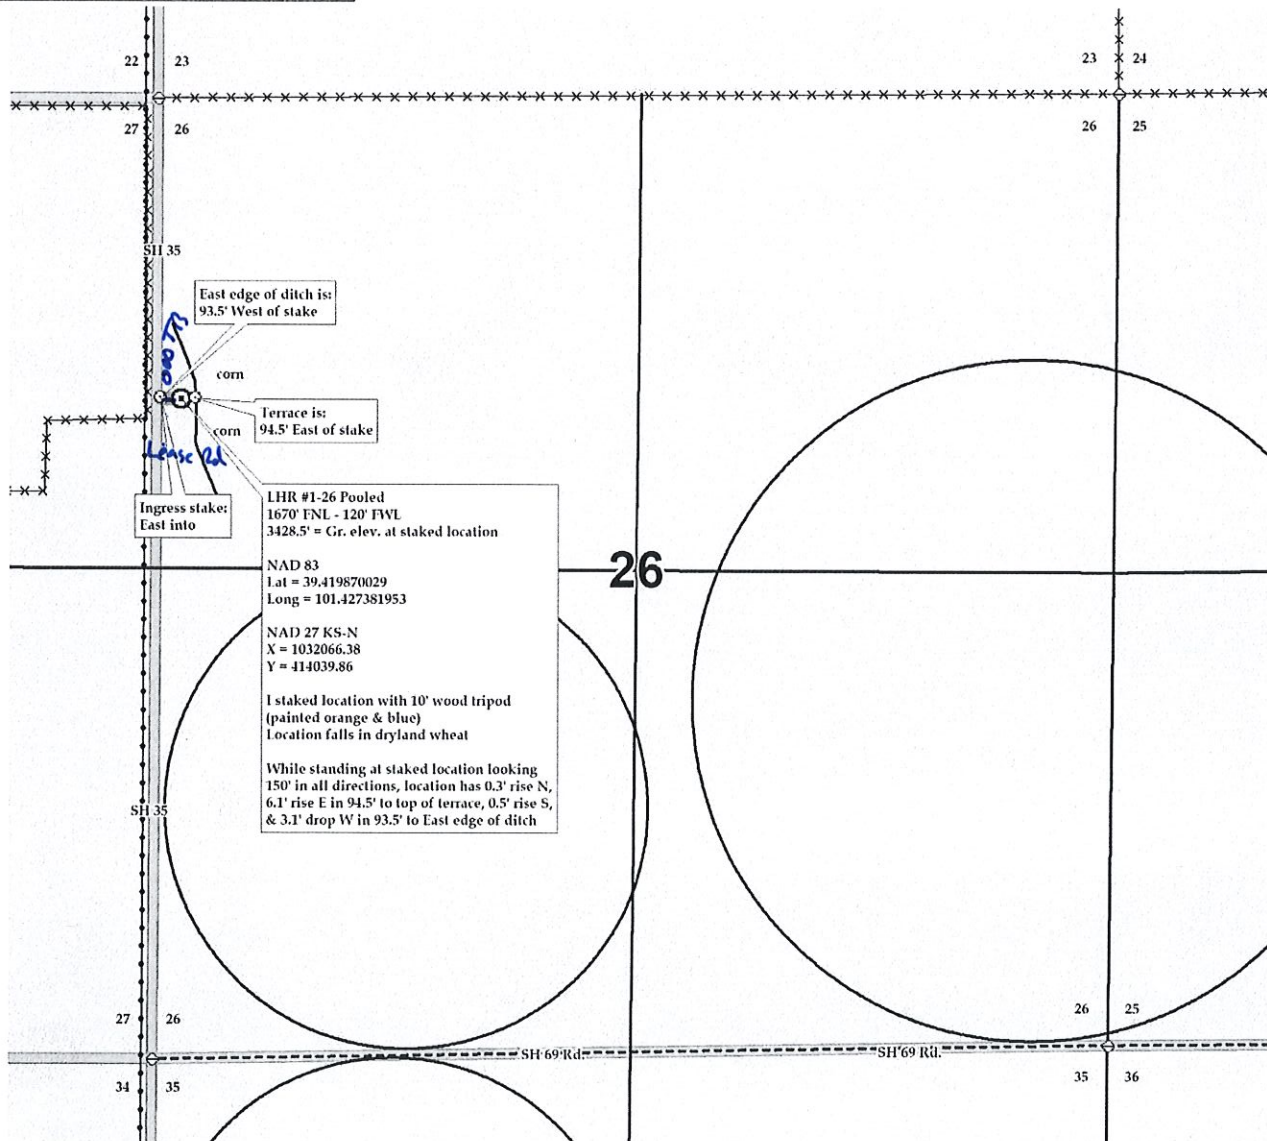 22
23
23
24
27
26
26
25
SH 35
East edge of ditch is:
93.5' West of stake
corn
Terrace is:
94.5' East of stake
corn
Lease Rd
Ingress stake:
East into
LHR #1-26 Pooled
1670' FNL - 120' FWL
3428.5' = Gr. elev. at staked location
NAD 83
Lat = 39.419870029
Long = 101.427381953
NAD 27 KS-N
X = 1032066.38
Y = 414039.86
I staked location with 10' wood tripod
(painted orange & blue)
Location falls in dryland wheat
While standing at staked location looking
150' in all directions, location has 0.3' rise N,
6.1' rise E in 94.5' to top of terrace, 0.5' rise S,
& 3.1' drop W in 93.5' to East edge of ditch
26
SH 35
27
26
26
25
SH 69 Rd.
SH 69 Rd.
34
35
35
36